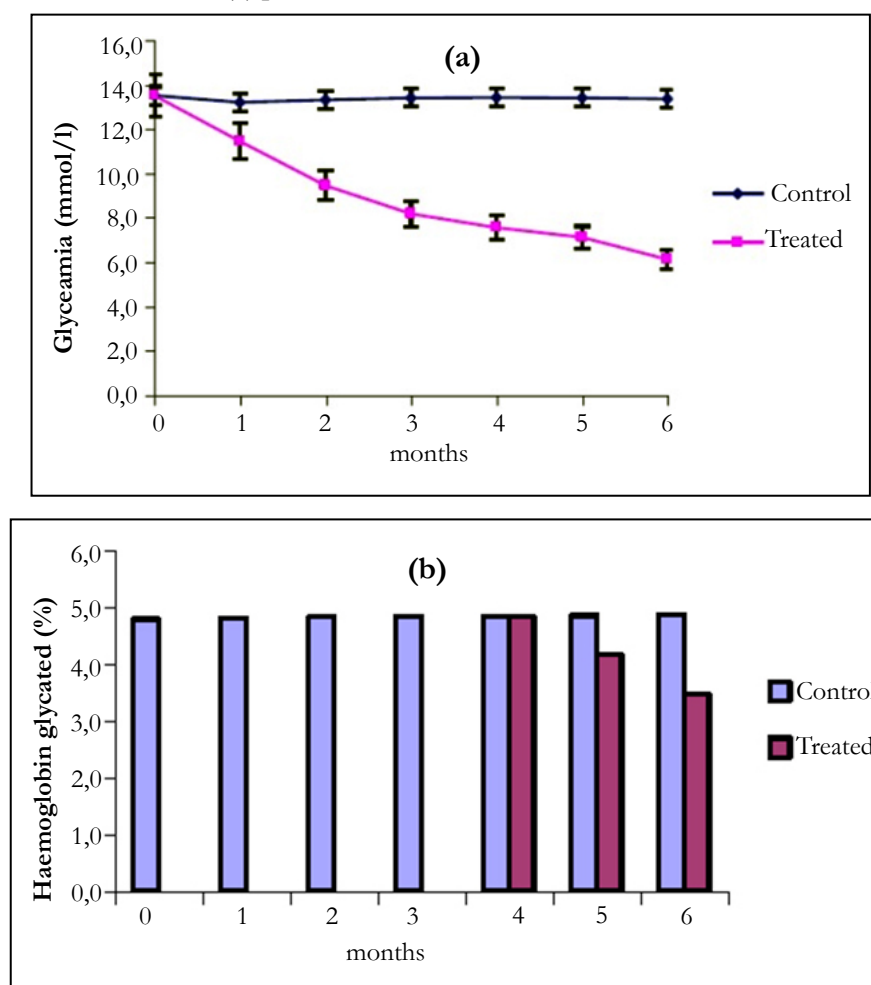 (a)
Glyceamia (mmol/l)
16,0
14,0
12,0
10,0
8,0
6,0
4,0
2,0
0,0
0 1 2 3 4 5 6
months
Control
Treated
(b)
Haemoglobin glycated (%)
6,0
5,0
4,0
3,0
2,0
1,0
0,0
0 1 2 3 4 5 6
months
Contro
Treated